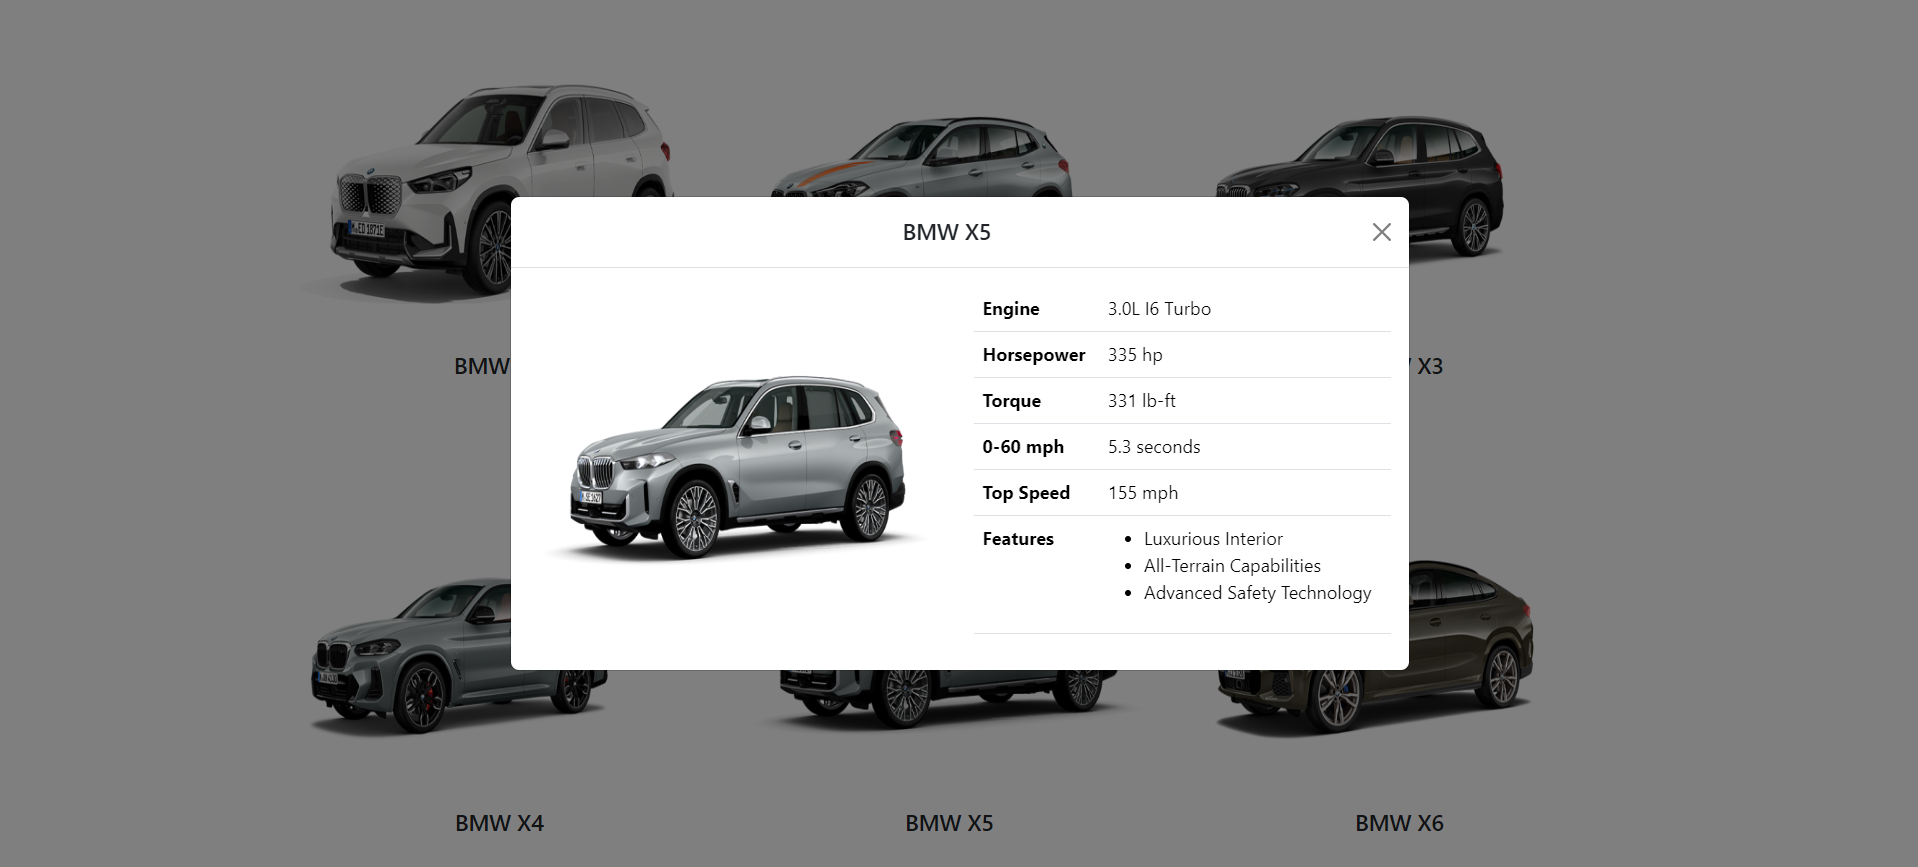 BMW X5
Engine 3.0L I6 Turbo
Horsepower 335 hp
Torque 331 lb-ft
0-60 mph 5.3 seconds
Top Speed 155 mph
Features
Luxurious Interior
All-Terrain Capabilities
Advanced Safety Technology
BMW
X3
BMW X4
BMW X5
BMW X6